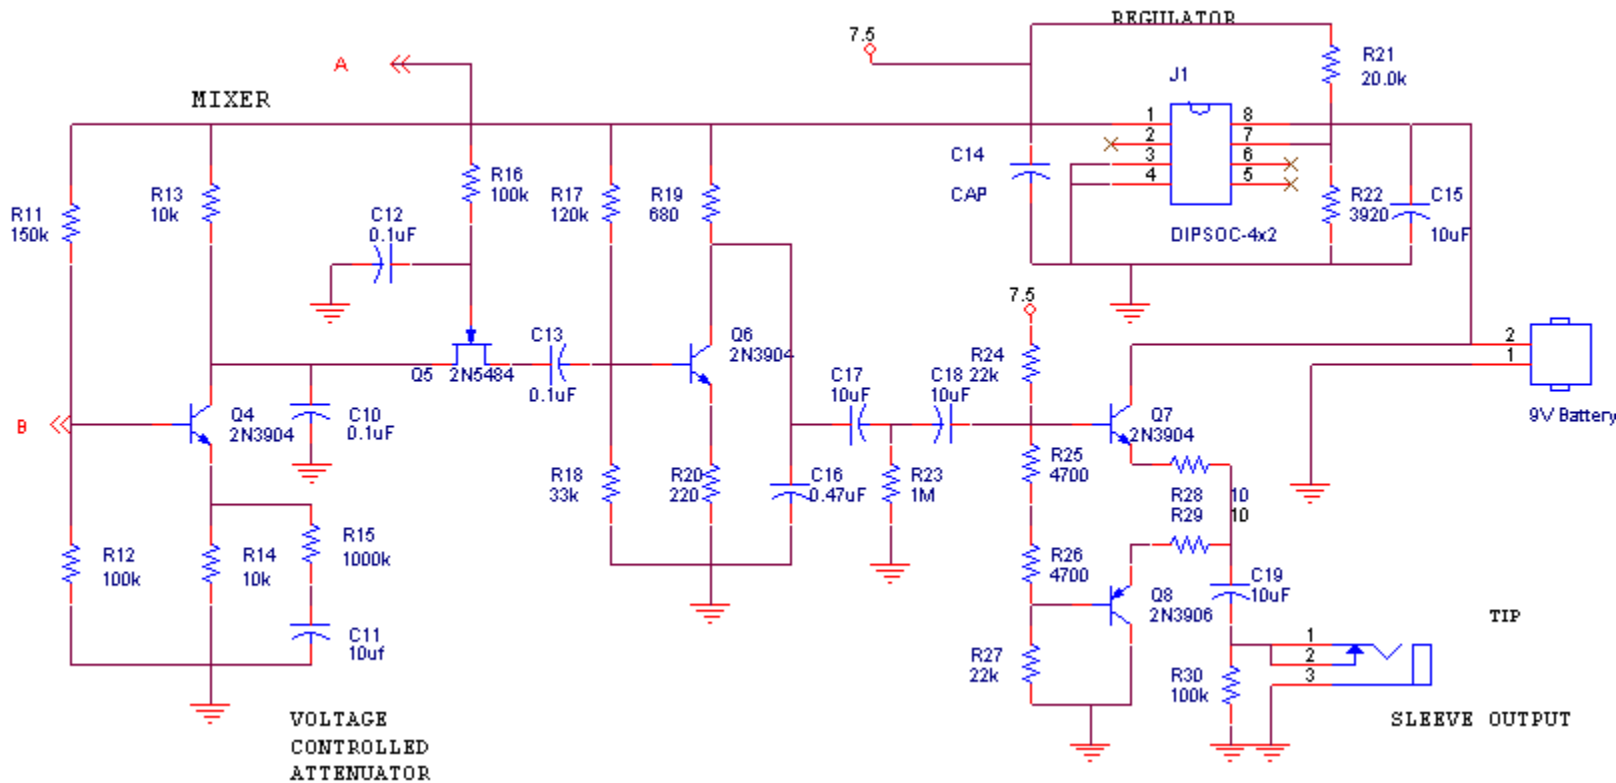 REGULATOR
7.5
R21
20.0k
A
J1
MIXER
1
8
2
7
3
6
4
5
C14
CAP
R13
10k
R16
100k
R17
120k
R19
680
R11
150k
C12
0.1uF
R22
3920
C15
10uF
DIPSOC-4x2
7.5
C13
Q6
2N3904
2
1
Q5
2N5484
0.1uF
R24
22k
C17
10uF
C18
10uF
9V Battery
B
Q4
2N3904
C10
0.1uF
Q7
2N3904
R18
33k
R20
220
C16
0.47uF
R23
1M
R25
4700
R28
10
R29
10
R12
100k
R14
10k
R15
1000k
R26
4700
C19
10uF
Q8
2N3906
TIP
C11
10uf
1
2
3
R27
22k
R30
100k
VOLTAGE
CONTROLLED
ATTENUATOR
SLEEVE OUTPUT